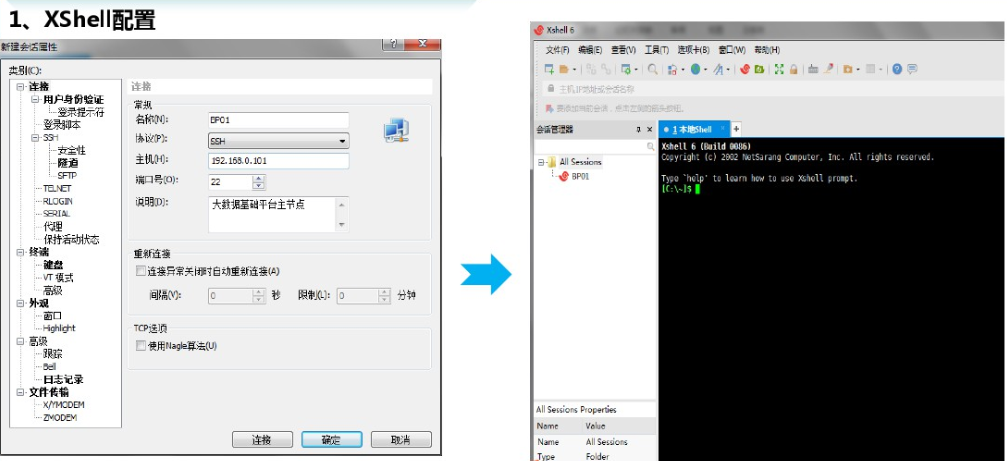 1、XShell配置
新建会话属性
类别(C):
连接
用户身份验证
登录提示符
登录脚本
SSH
安全性
隧道
SFTP
TELNET
RLOGIN
SERIAL
代理
保持活动状态
终端
键盘
VT 模式
高级
外观
窗口
Highlight
高级
跟踪
Bell
日志记录
文件传输
X/YMODEM
ZMODEM
连接
常规
名称(N): BP01
协议(P): SSH
主机(H): 192.168.0.101
端口号(O): 22
说明(D): 大数据基础平台主节点
重新连接
连接异常关闭时自动重新连接(A)
间隔(V): 0 秒 限制(L): 0 分钟
TCP选项
使用Nagle算法(U)
连接 确定 取消
Xshell 6
文件(F) 编辑(E) 查看(V) 工具(T) 选项卡(B) 窗口(W) 帮助(H)
主机,IP地址或会话名称
要添加当前的会话,点击左侧的箭头按钮。
会话管理器
1 本地Shell
All Sessions
BP01
Xshell 6 (Build 0086)
Copyright (c) 2002 NetSarang Computer, Inc. All rights reserved.
Type `help' to learn how to use Xshell prompt.
[C:\~]$
All Sessions Properties
Name Value
Name All Sessions
Type Folder